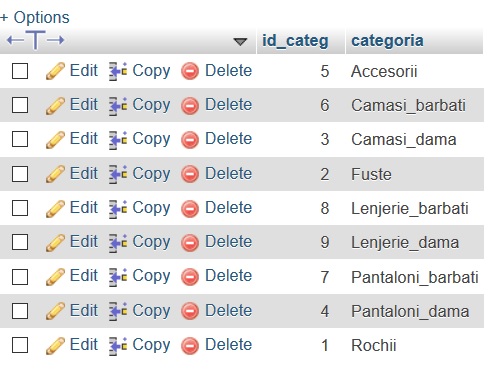 + Options
id_categ categoria
Edit Copy Delete 5 Accesorii
Edit Copy Delete 6 Camasi_barbati
Edit Copy Delete 3 Camasi_dama
Edit Copy Delete 2 Fuste
Edit Copy Delete 8 Lenjerie_barbati
Edit Copy Delete 9 Lenjerie_dama
Edit Copy Delete 7 Pantaloni_barbati
Edit Copy Delete 4 Pantaloni_dama
Edit Copy Delete 1 Rochii